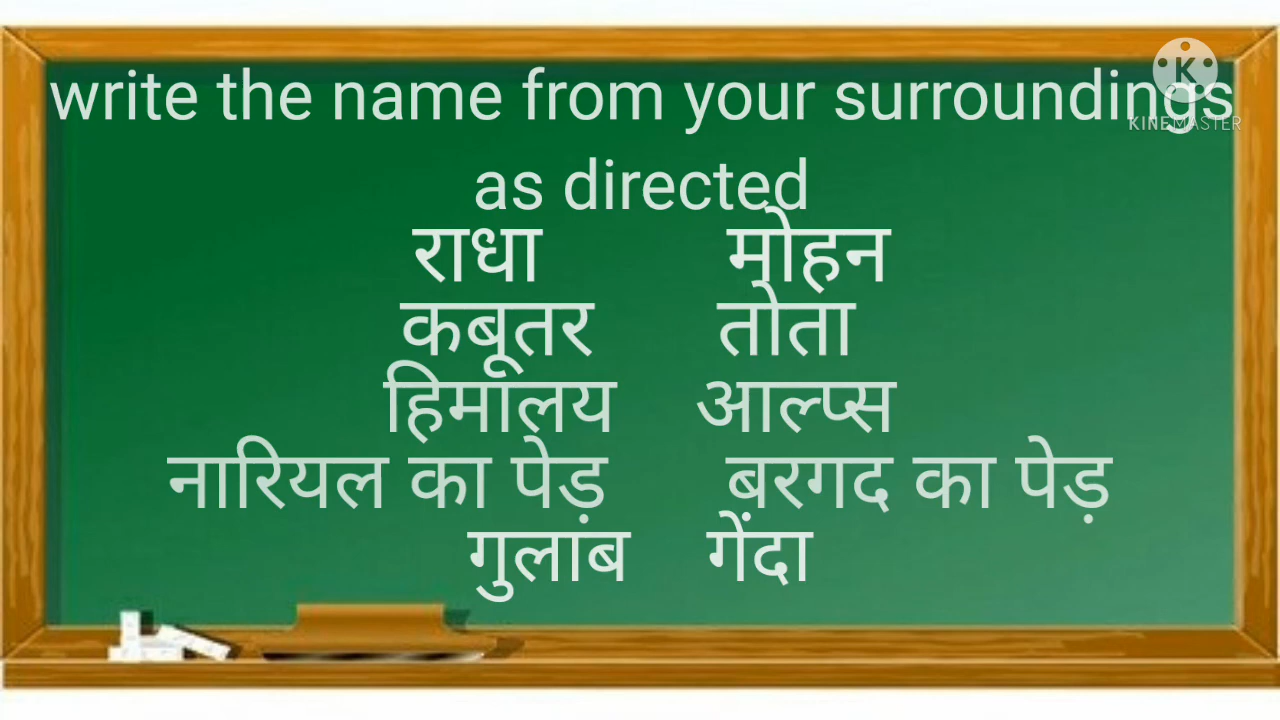 write the name from your surroundings
K
KINEMASTER
as directed
राधा मोहन
कबूतर तोता
हिमालय आल्प्स
नारियल का पेड़ बरगद का पेड़
गुलाब गेंदा